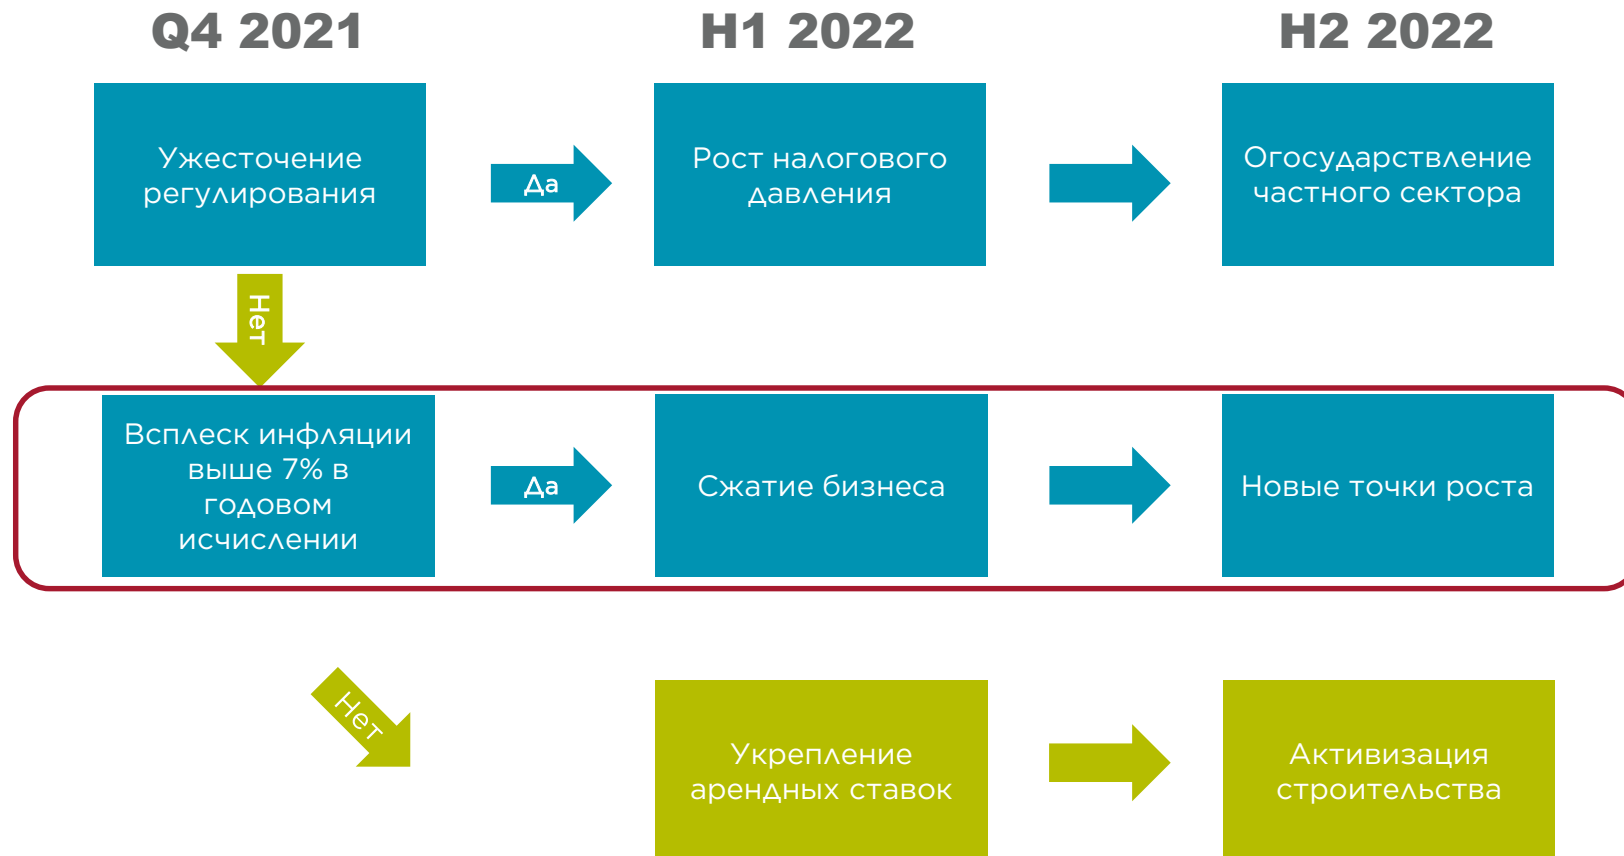 Q4 2021
H1 2022
H2 2022
Ужесточение
регулирования
Да
Рост налогового
давления
Огосударствление
частного сектора
Нет
Всплеск инфляции
выше 7% в
годовом
исчислении
Да
Сжатие бизнеса
Новые точки роста
Нет
Укрепление
арендных ставок
Активизация
строительства